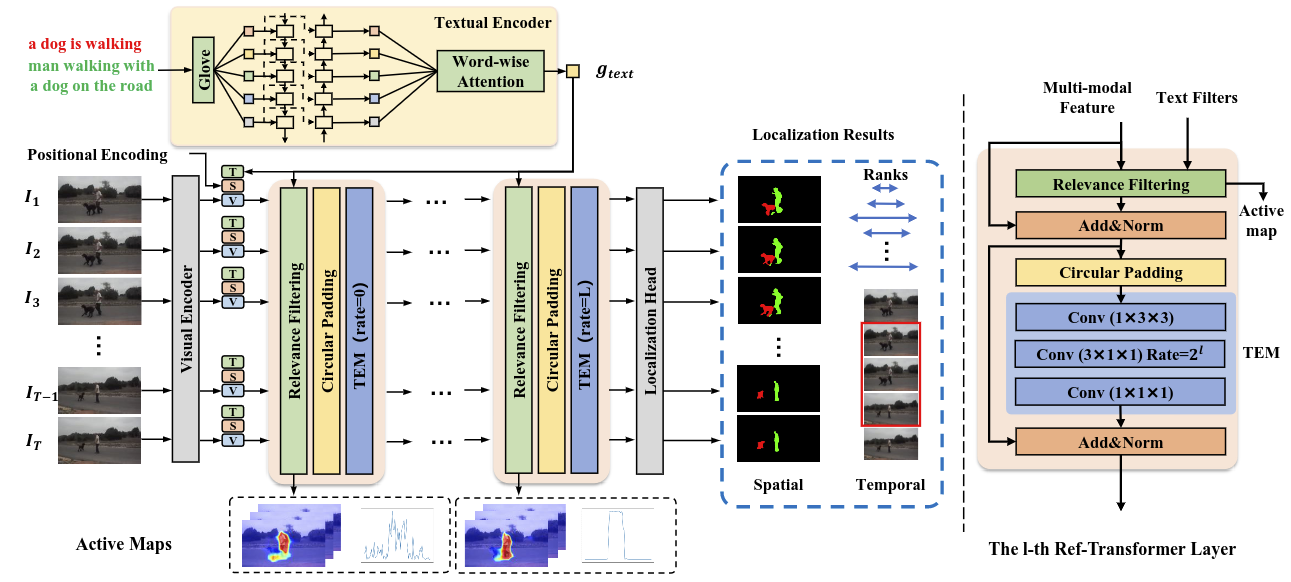 Textual Encoder
a dog is walking
man walking with
a dog on the road
Glove
Word-wise
Attention
g_text
Positional Encoding
I_1
I_2
I_3
⋮
I_{T-1}
I_T
Visual Encoder
T
S
V
T
S
V
T
S
V
T
S
V
T
S
V
Relevance Filtering
Circular Padding
TEM (rate=0)
...
...
...
...
...
Relevance Filtering
Circular Padding
TEM (rate=L)
Localization Head
Localization Results
Ranks
⋮
⋮
Spatial
Temporal
Active Maps
Multi-modal
Feature
Text Filters
Relevance Filtering
Active
map
Add&Norm
Circular Padding
Conv (1×3×3)
Conv (3×1×1) Rate=2^l
Conv (1×1×1)
TEM
Add&Norm
The l-th Ref-Transformer Layer